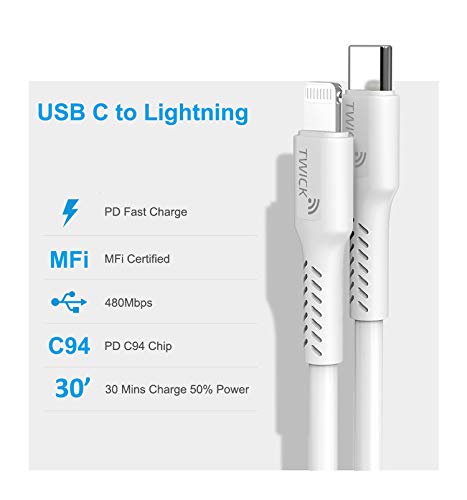 USB C to Lightning
PD Fast Charge
MFi
MFi Certified
480Mbps
C94
PD C94 Chip
30’
30 Mins Charge 50% Power
TWICK